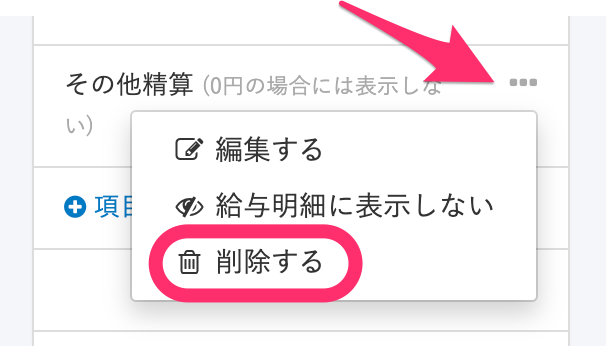 その他精算 (0円の場合には表示しな
い)
編集する
項目
給与明細に表示しない
削除する